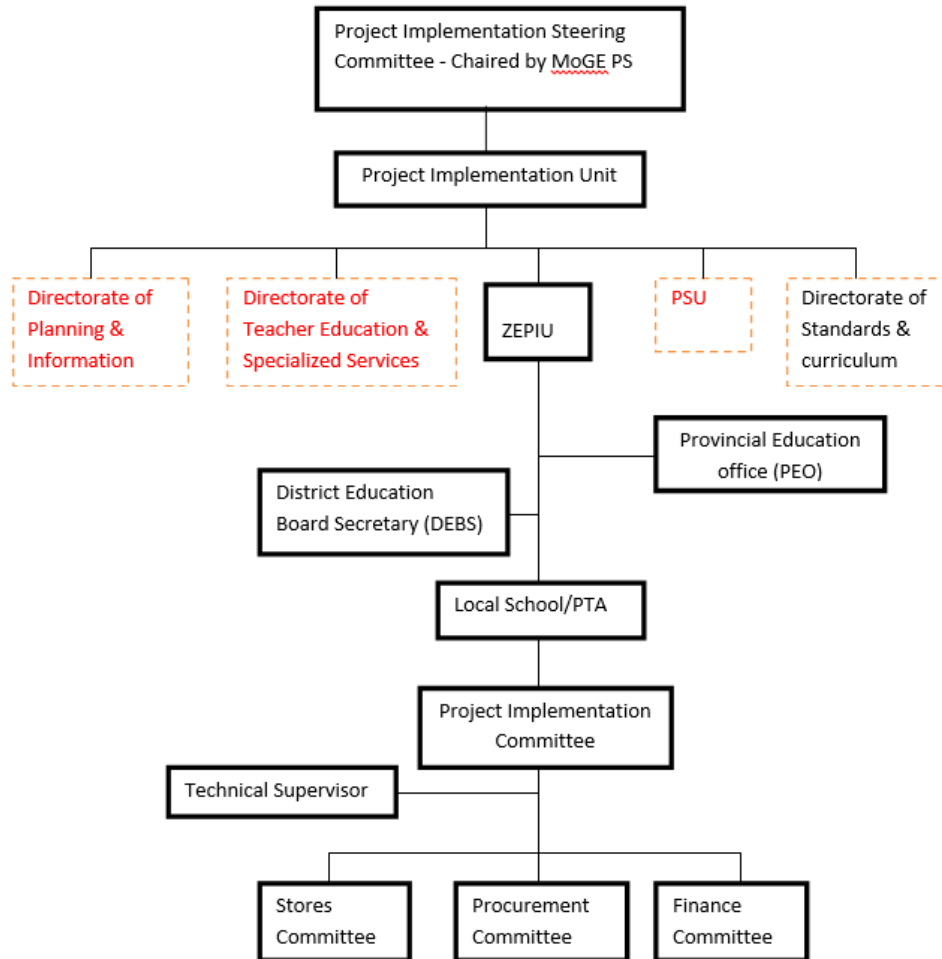 Project Implementation Steering
Committee - Chaired by MoGE PS
Project Implementation Unit
Directorate of
Planning &
Information
Directorate of
Teacher Education &
Specialized Services
ZEPIU
PSU
Directorate of
Standards &
curriculum
Provincial Education
office (PEO)
District Education
Board Secretary (DEBS)
Local School/PTA
Project Implementation
Committee
Technical Supervisor
Stores
Committee
Procurement
Committee
Finance
Committee